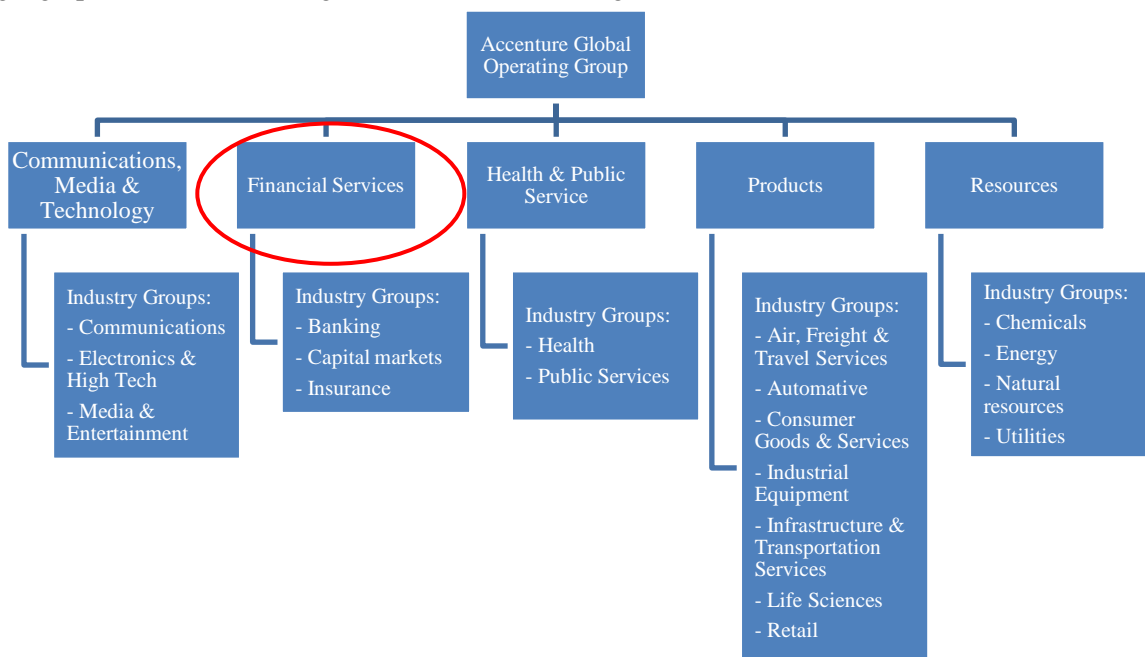 Accenture Global
Operating Group
Communications,
Media &
Technology
Financial Services
Health & Public
Service
Products
Resources
Industry Groups:
- Communications
- Electronics &
High Tech
- Media &
Entertainment
Industry Groups:
- Banking
- Capital markets
- Insurance
Industry Groups:
- Health
- Public Services
Industry Groups:
- Air, Freight &
Travel Services
- Automative
- Consumer
Goods & Services
- Industrial
Equipment
- Infrastructure &
Transportation
Services
- Life Sciences
- Retail
Industry Groups:
- Chemicals
- Energy
- Natural
resources
- Utilities